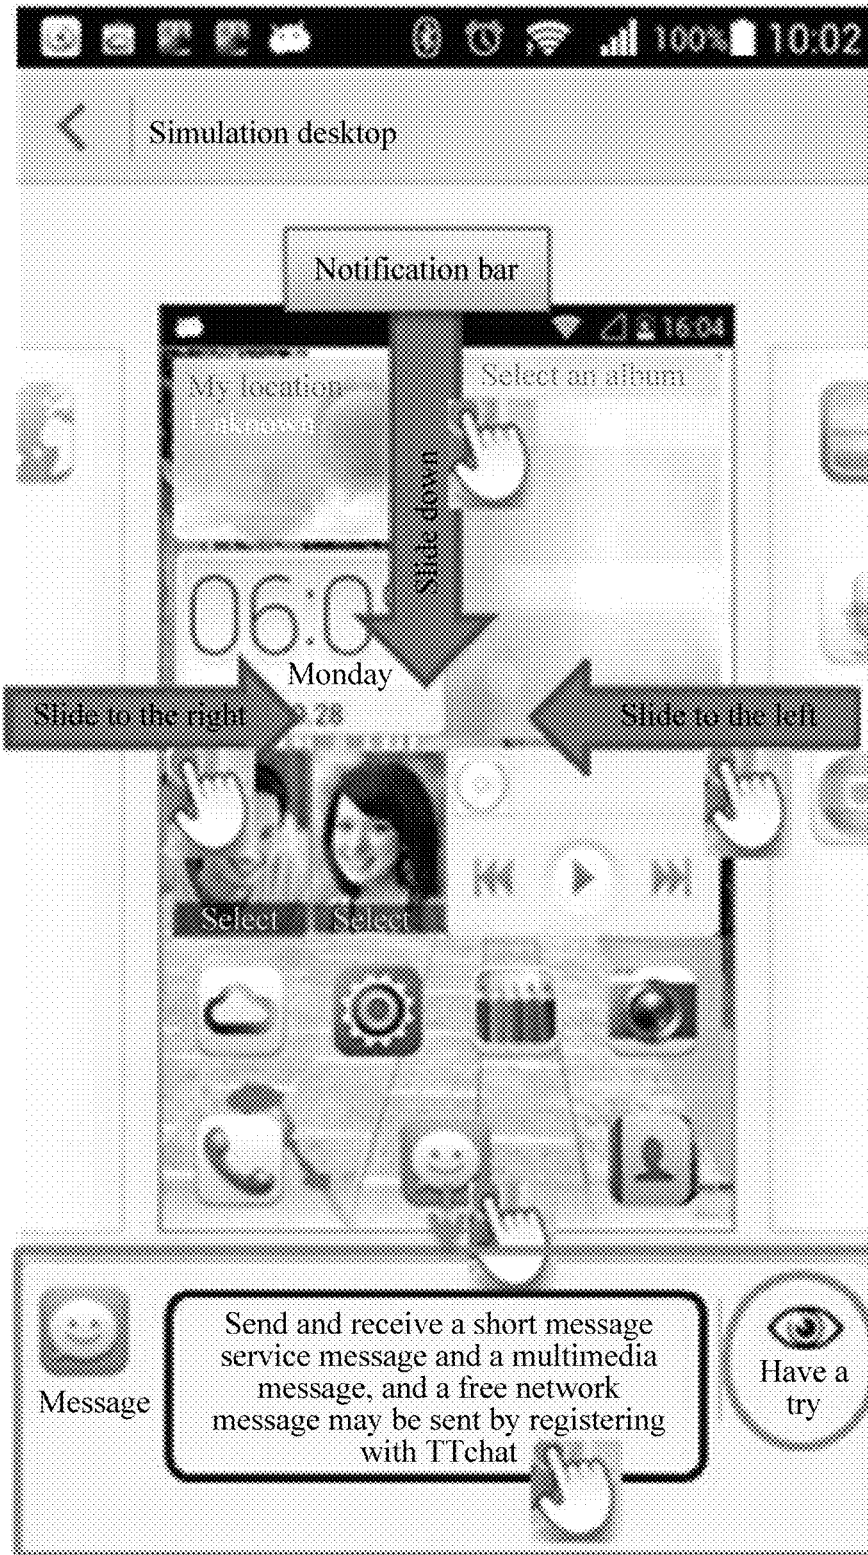 100% 10:02
Simulation desktop
Notification bar
16:04
My location
Unknown
Select an album
Slide down
06:0
Monday
Slide to the right
9.28
Slide to the left
Select
Select
Send and receive a short message
service message and a multimedia
message, and a free network
message may be sent by registering
with TTchat
Message
Have a
try